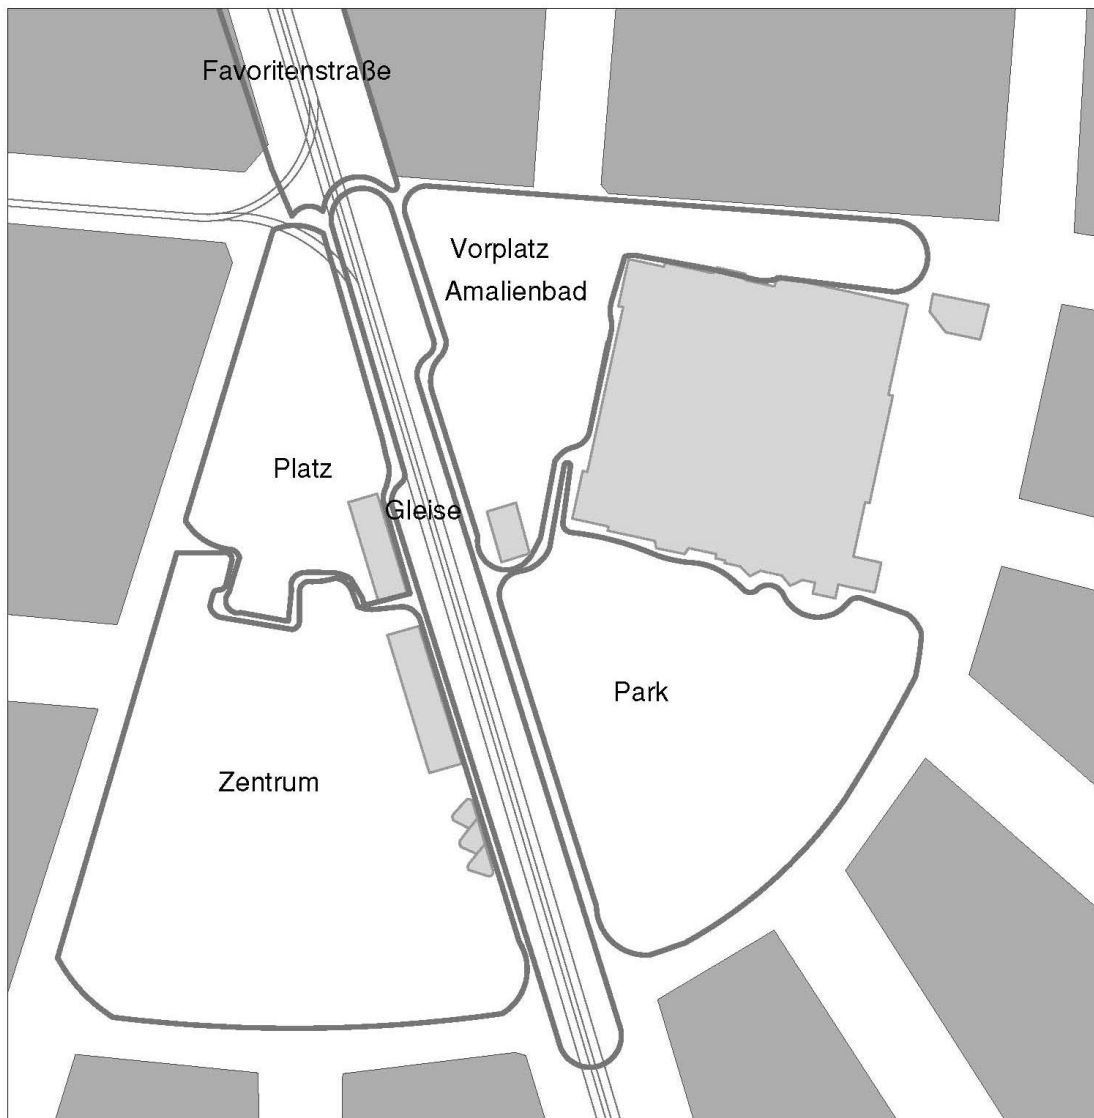 Favoritenstraße
Vorplatz
Amalienbad
Platz
Gleise
Park
Zentrum